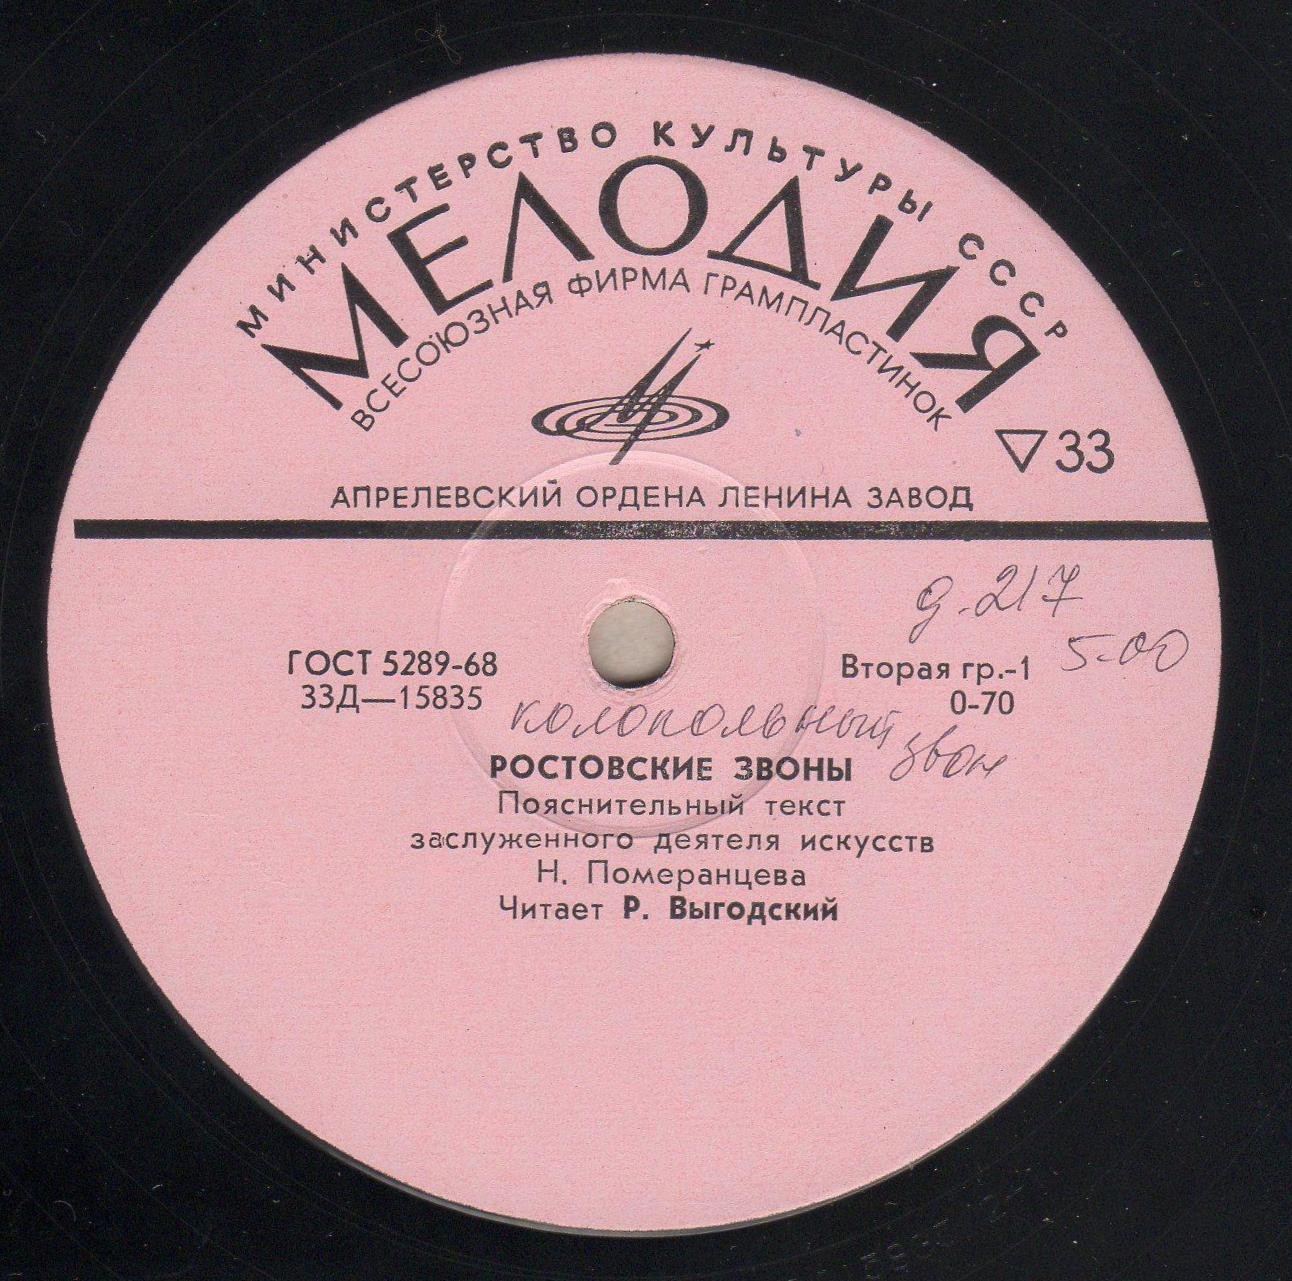 МИНИСТЕРСТВО КУЛЬТУРЫ СССР
МЕЛОДИЯ
ВСЕСОЮЗНАЯ ФИРМА ГРАМПЛАСТИНОК
▽33
АПРЕЛЕВСКИЙ ОРДЕНА ЛЕНИНА ЗАВОД
д. 217
5-00
ГОСТ 5289-68
33Д—15835
Вторая гр.-1
0-70
колокольный звон
РОСТОВСКИЕ ЗВОНЫ
Пояснительный текст
заслуженного деятеля искусств
Н. Померанцева
Читает Р. Выгодский